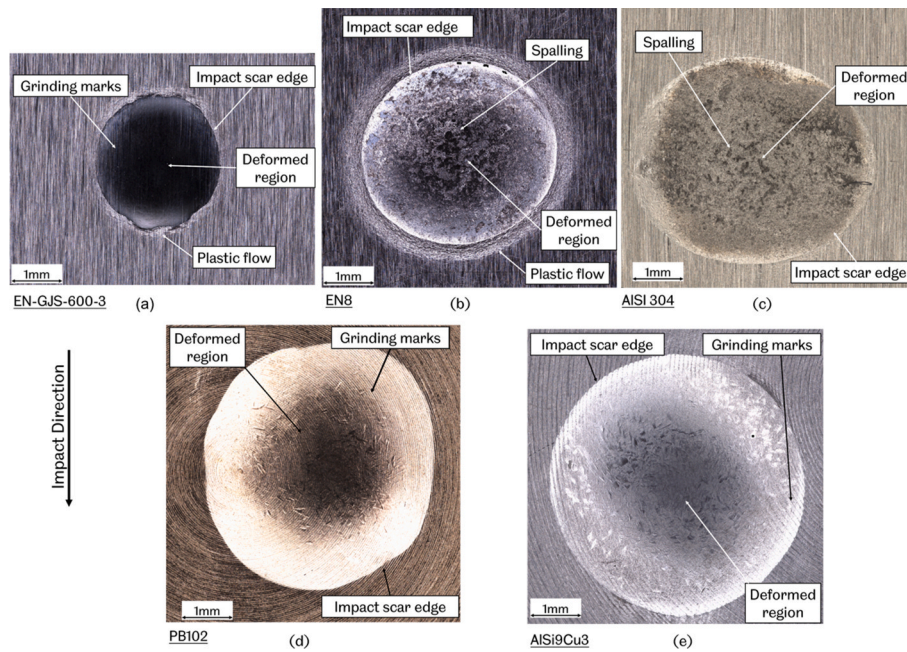 Grinding marks
Impact scar edge
Deformed
region
Plastic flow
1mm
EN-GJS-600-3
(a)
Impact scar edge
Spalling
Deformed
region
Plastic flow
1mm
EN8
(b)
Spalling
Deformed
region
Impact scar edge
1mm
AISI 304
(c)
Impact Direction
Deformed
region
Grinding marks
Impact scar edge
1mm
PB102
(d)
Impact scar edge
Grinding marks
Deformed
region
1mm
AlSi9Cu3
(e)